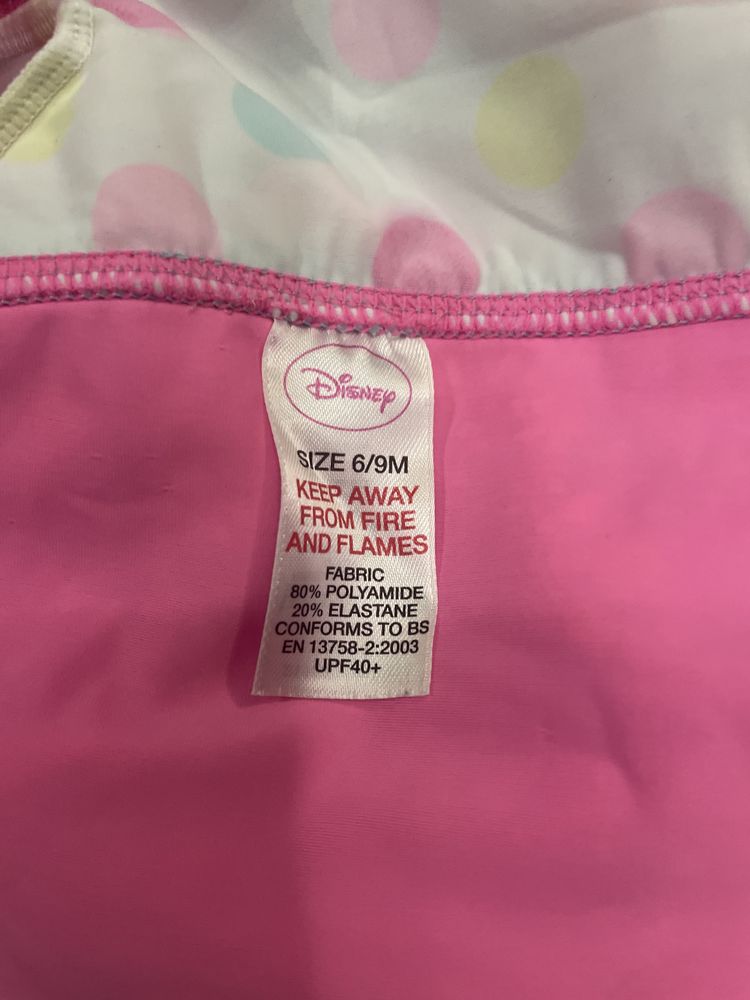 Disney
SIZE 6/9M
KEEP AWAY
FROM FIRE
AND FLAMES
FABRIC
80% POLYAMIDE
20% ELASTANE
CONFORMS TO BS
EN 13758-2:2003
UPF40+